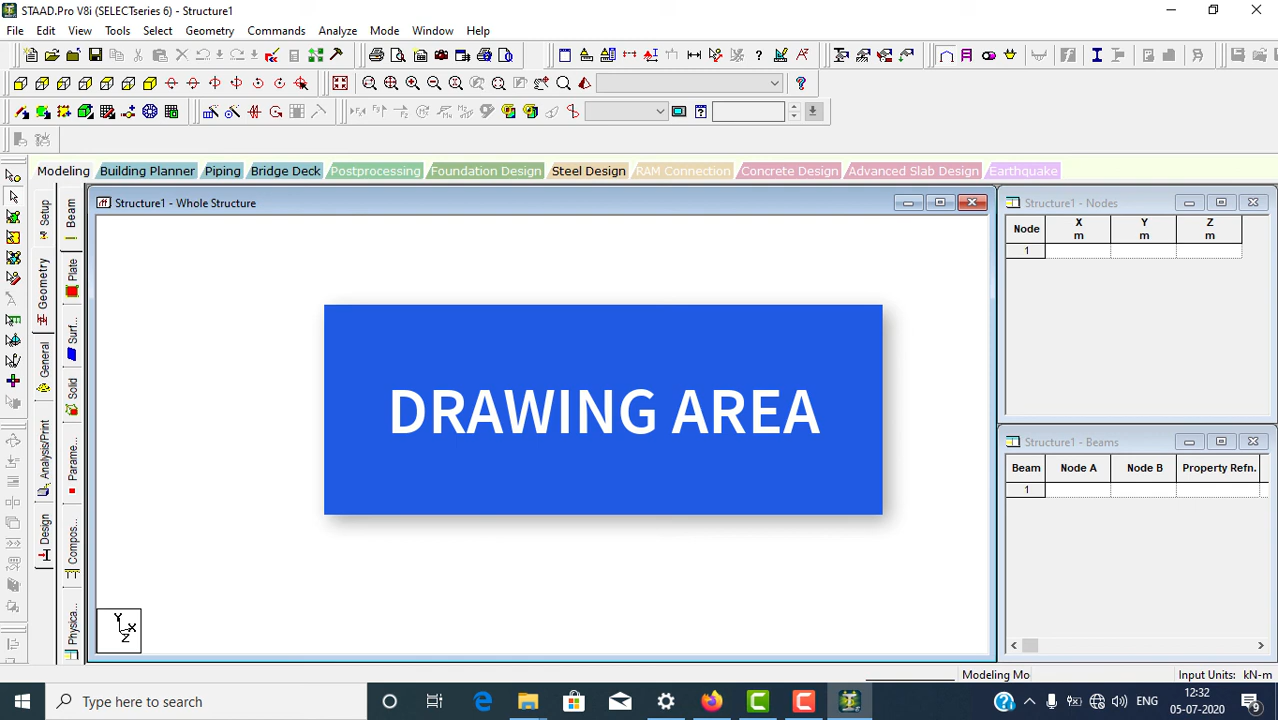 STAAD.Pro V8i (SELECTseries 6) - Structure1
File Edit View Tools Select Geometry Commands Analyze Mode Window Help
Modeling Building Planner Piping Bridge Deck Postprocessing Foundation Design Steel Design RAM Connection Concrete Design Advanced Slab Design Earthquake
Setup
Geometry
General
Analysis/Print
Design
Beam
Plate
Surf...
Solid
Parame...
Compos...
Physica...
Structure1 - Whole Structure
DRAWING AREA
Y
X
Z
Structure1 - Nodes
Node X m Y m Z m
1
Structure1 - Beams
Beam Node A Node B Property Refn.
1
Modeling Mo Input Units: kN-m
Type here to search
ENG
12:32
05-07-2020
9